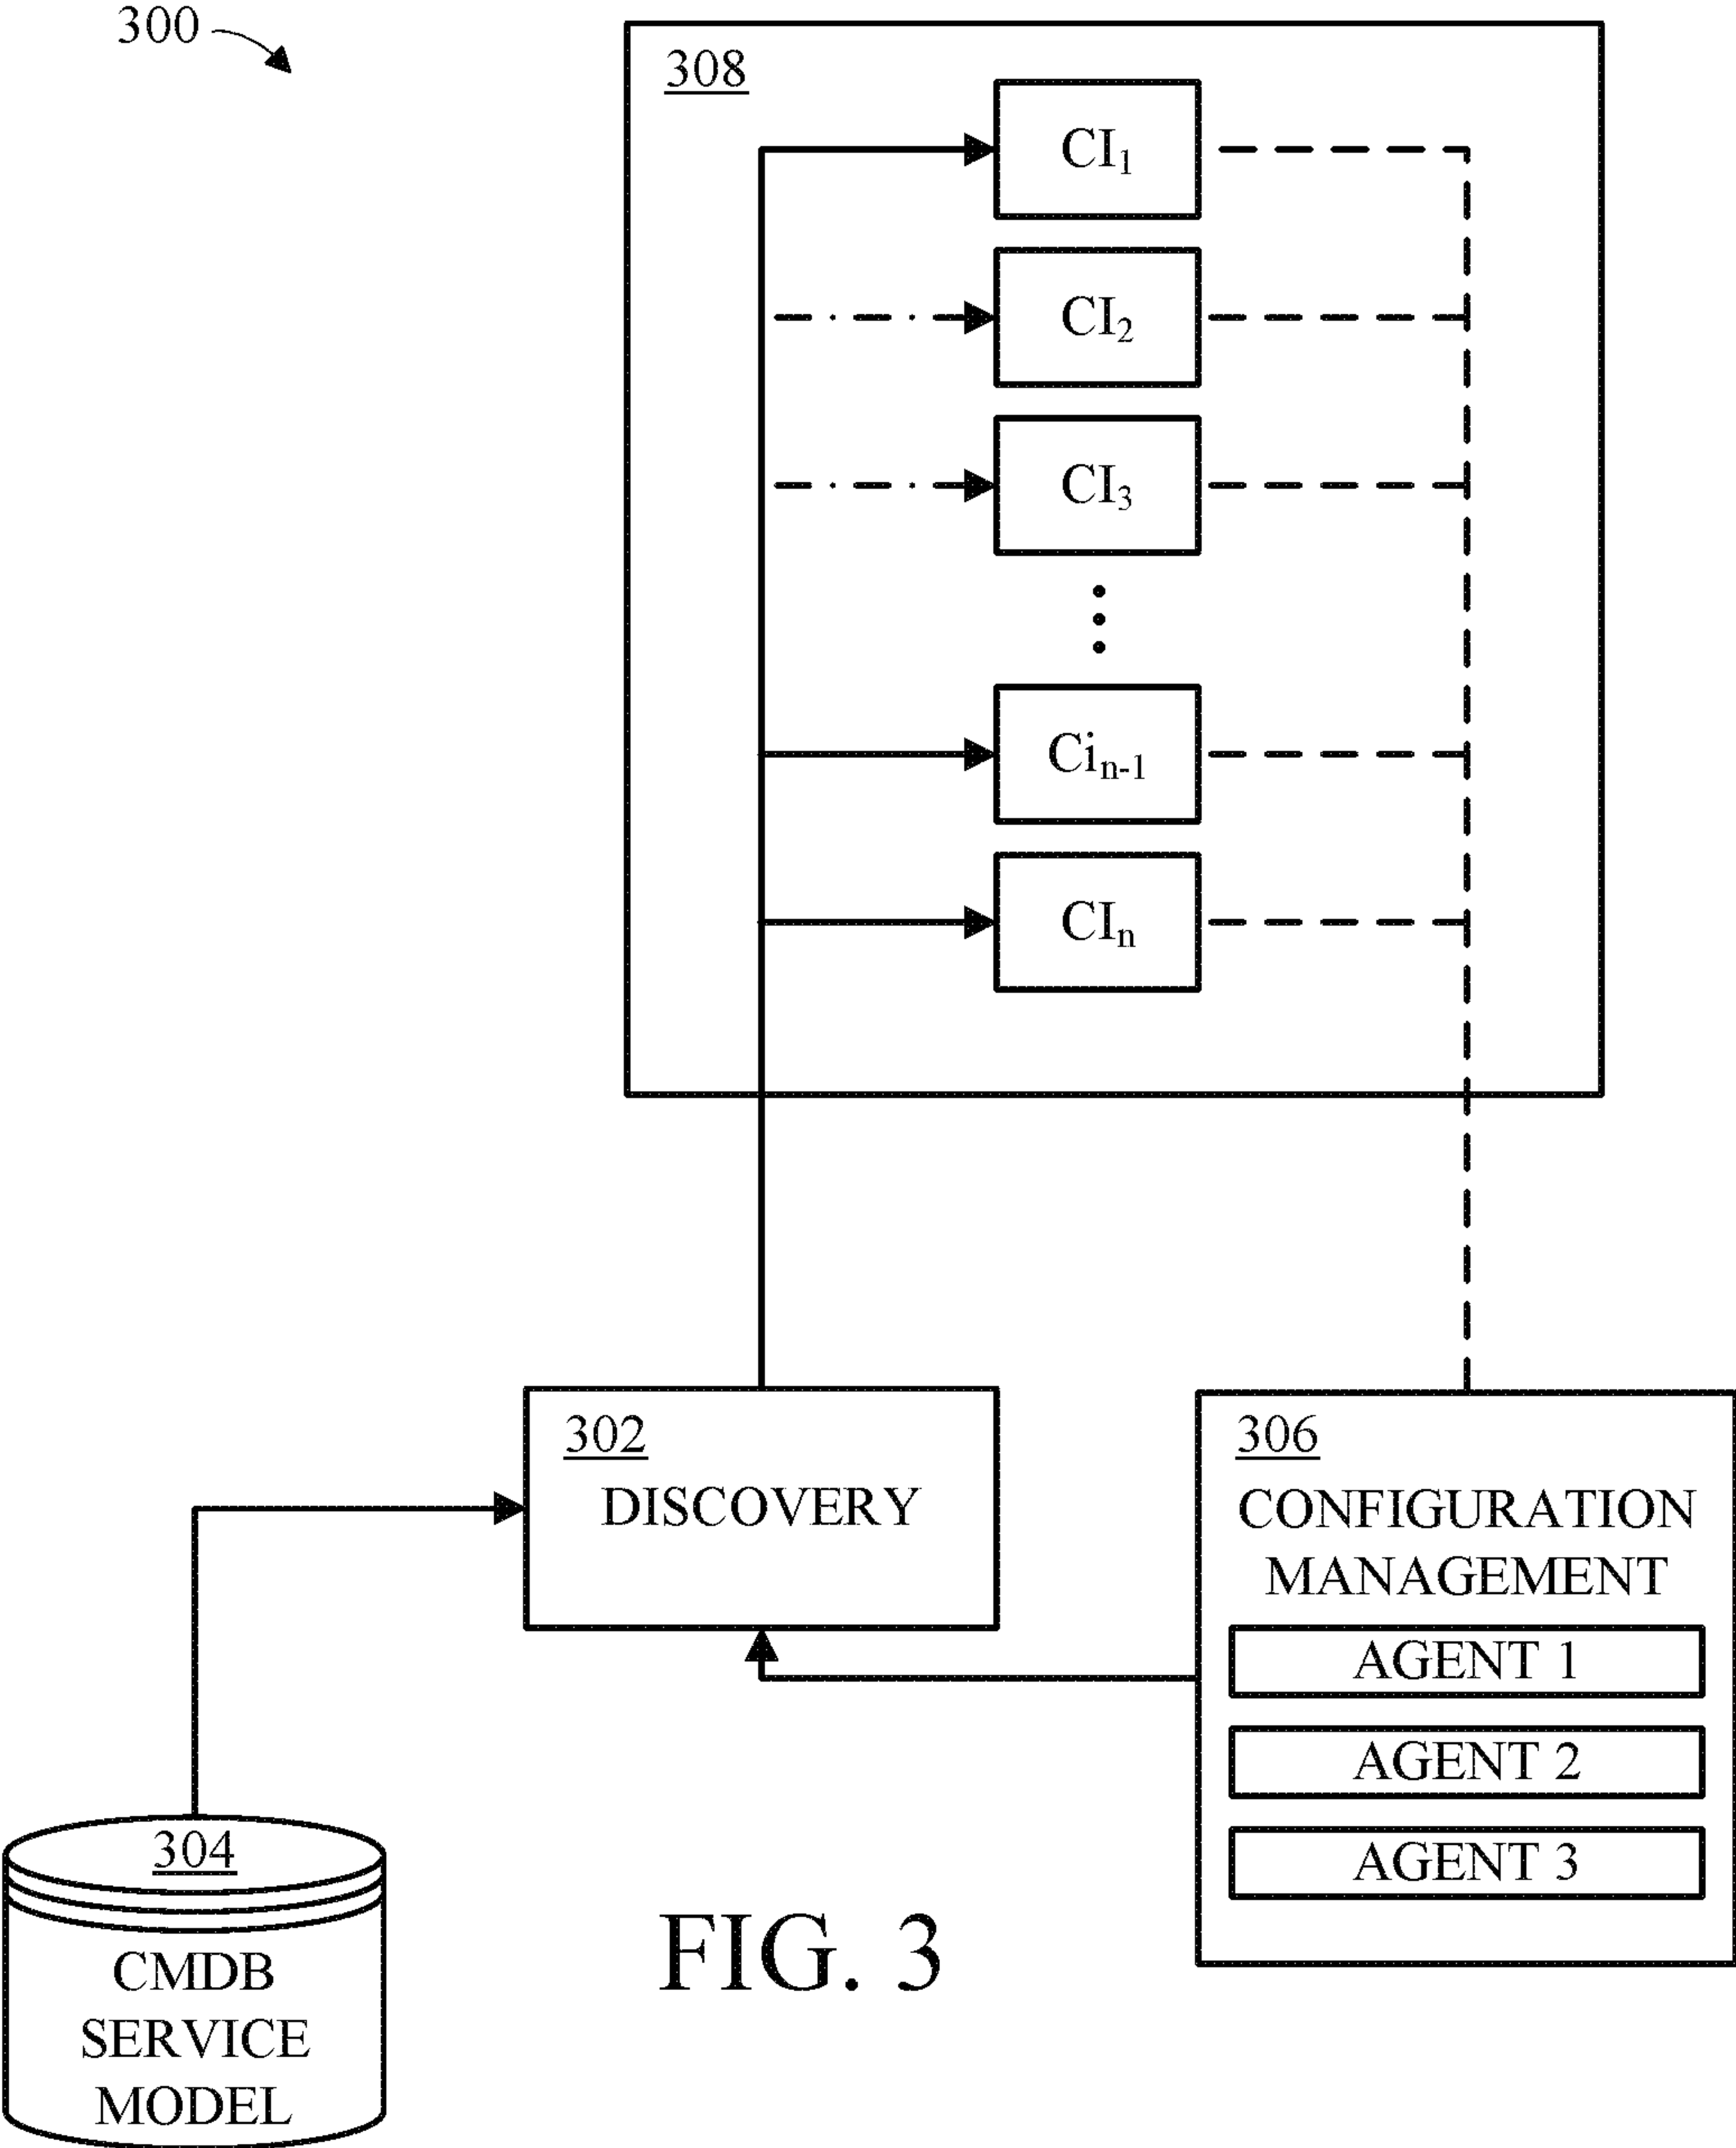 300
308
CI₁
CI₂
CI₃
Ciₙ₋₁
CIₙ
302
DISCOVERY
306
CONFIGURATION
MANAGEMENT
AGENT 1
AGENT 2
AGENT 3
304
CMDB
SERVICE
MODEL
FIG. 3